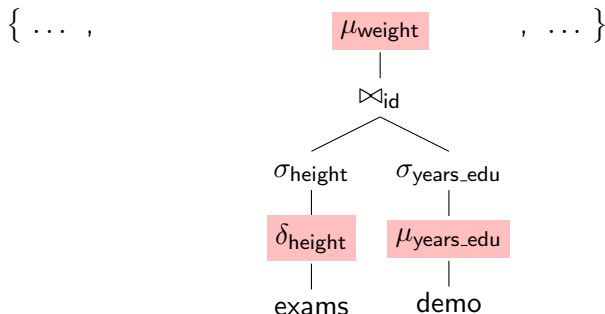 { … , μweight , … }
⋈id
σheight σyears_edu
δheight μyears_edu
exams demo